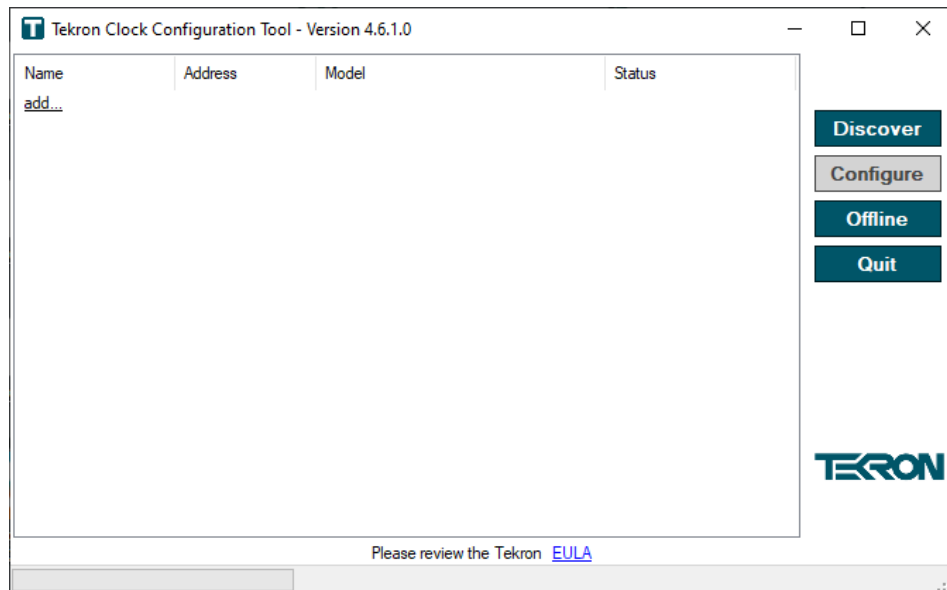 Tekron Clock Configuration Tool - Version 4.6.1.0
Name Address Model Status
add...
Discover
Configure
Offline
Quit
TEKRON
Please review the Tekron EULA